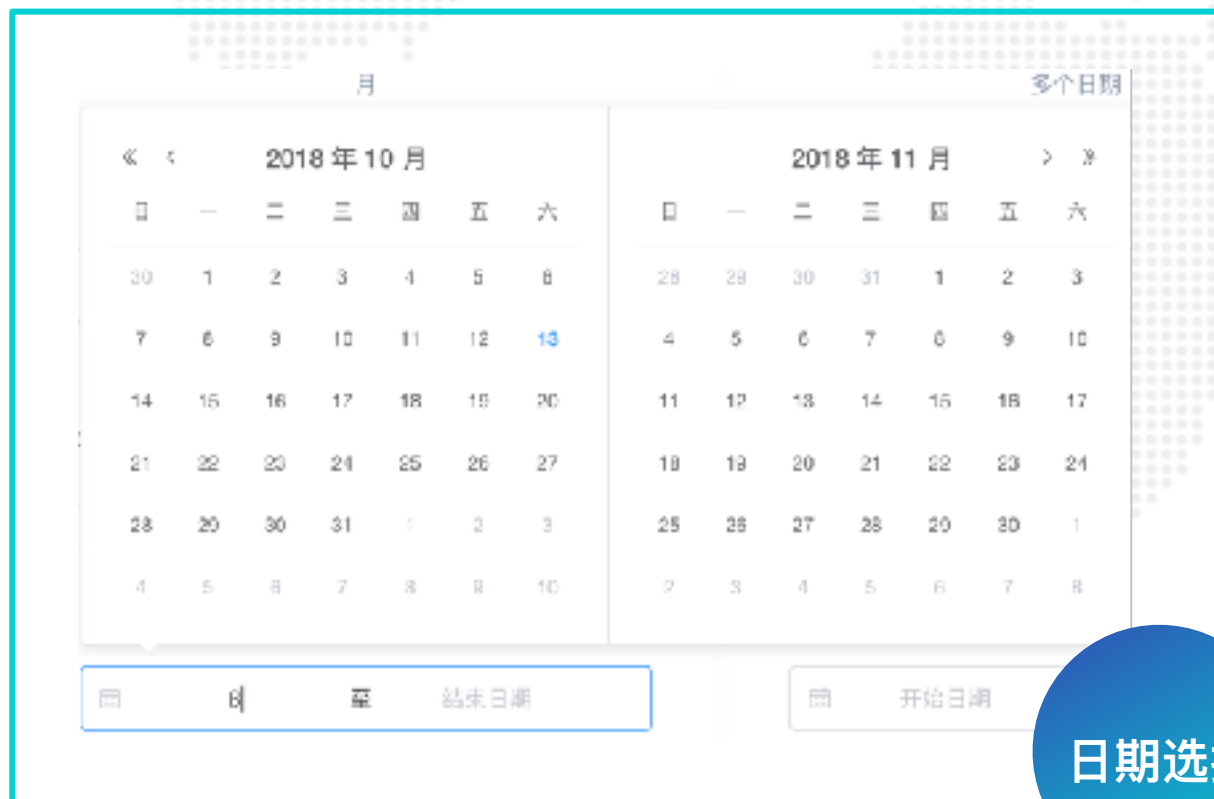 月 多个日期
« ‹ 2018 年 10 月 2018 年 11 月 › »
日 一 二 三 四 五 六 日 一 二 三 四 五 六
30 1 2 3 4 5 6 28 29 30 31 1 2 3
7 8 9 10 11 12 13 4 5 6 7 8 9 10
14 15 16 17 18 19 20 11 12 13 14 15 16 17
21 22 23 24 25 26 27 18 19 20 21 22 23 24
28 29 30 31 1 2 3 25 26 27 28 29 30 1
4 5 6 7 8 9 10 2 3 4 5 6 7 8
6 至 结束日期 开始日期
日期选